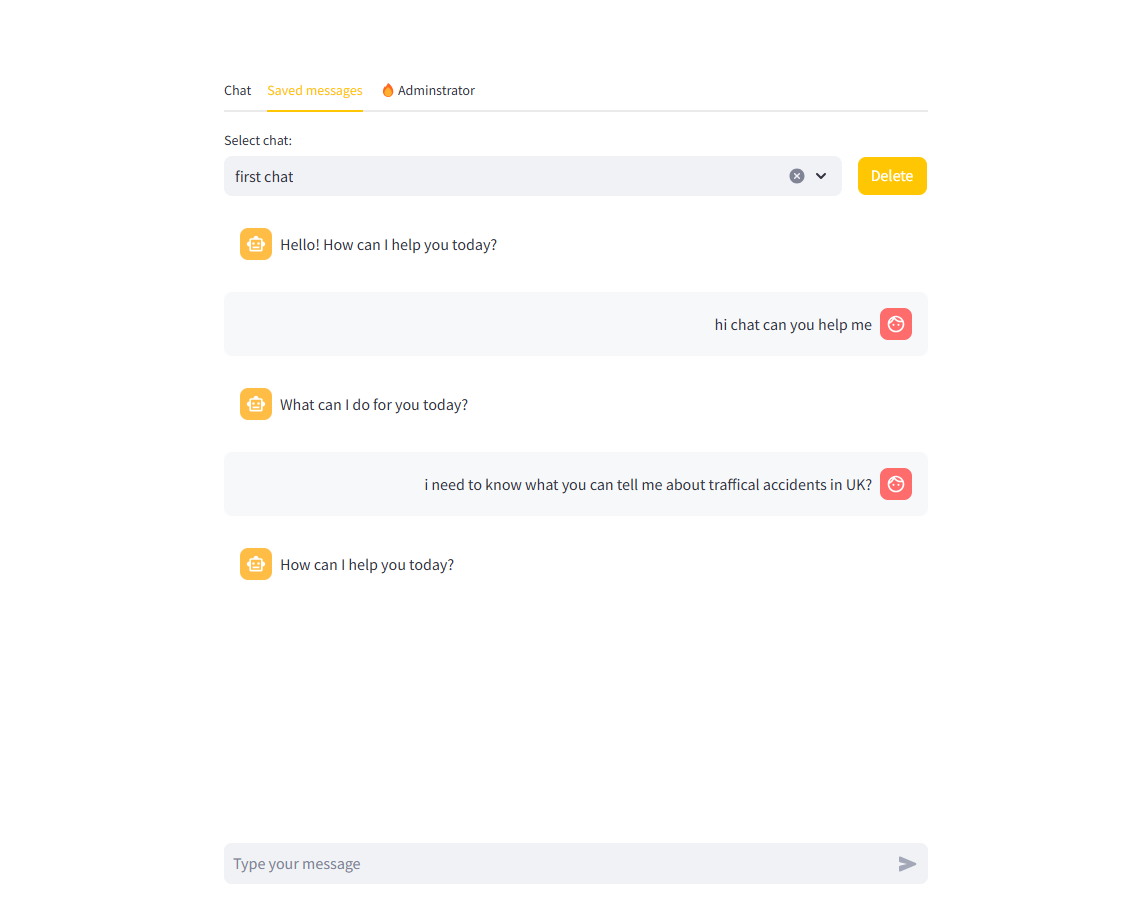 Chat Saved messages 🔥 Adminstrator
Select chat:
first chat Delete
Hello! How can I help you today?
hi chat can you help me
What can I do for you today?
i need to know what you can tell me about traffical accidents in UK?
How can I help you today?
Type your message